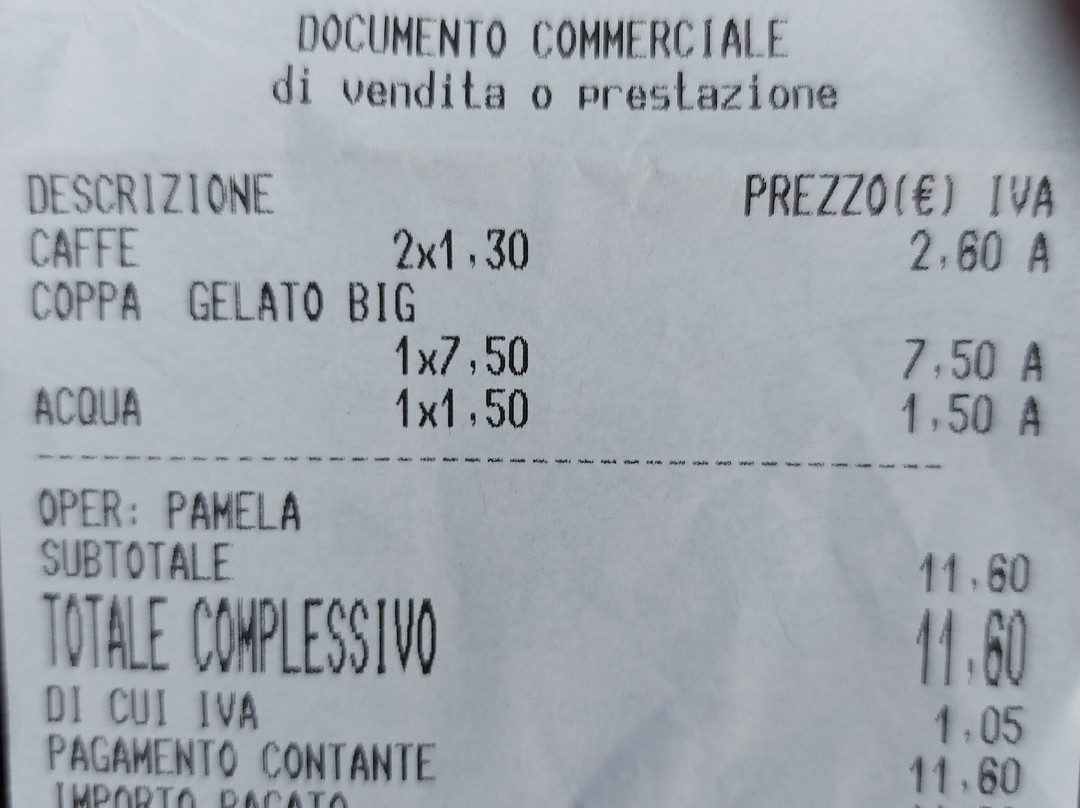 DOCUMENTO COMMERCIALE
di vendita o prestazione
DESCRIZIONE PREZZO(€) IVA
CAFFE 2x1,30 2,60 A
COPPA GELATO BIG
1x7,50 7,50 A
ACQUA 1x1,50 1,50 A
--------------------------------
OPER: PAMELA
SUBTOTALE 11,60
TOTALE COMPLESSIVO 11,60
DI CUI IVA 1,05
PAGAMENTO CONTANTE 11,60
IMPORTO PAGATO